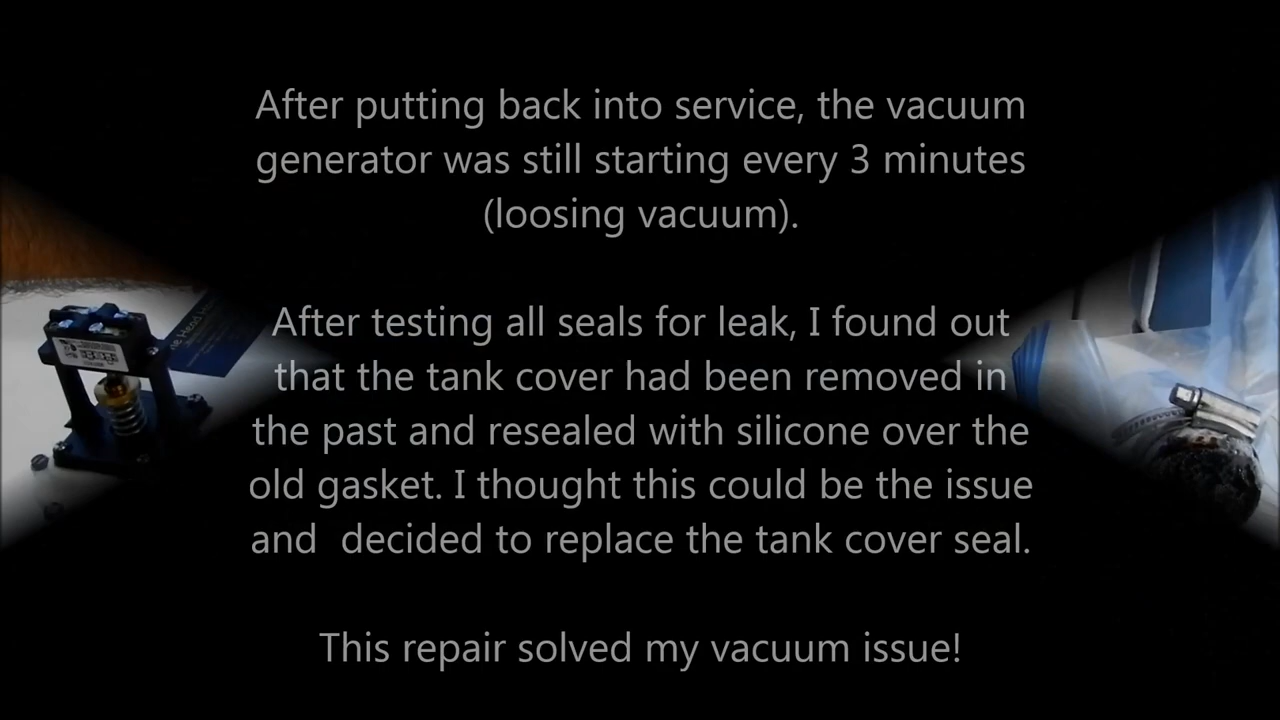 After putting back into service, the vacuum
generator was still starting every 3 minutes
(loosing vacuum).
After testing all seals for leak, I found out
that the tank cover had been removed in
the past and resealed with silicone over the
old gasket. I thought this could be the issue
and  decided to replace the tank cover seal.
This repair solved my vacuum issue!